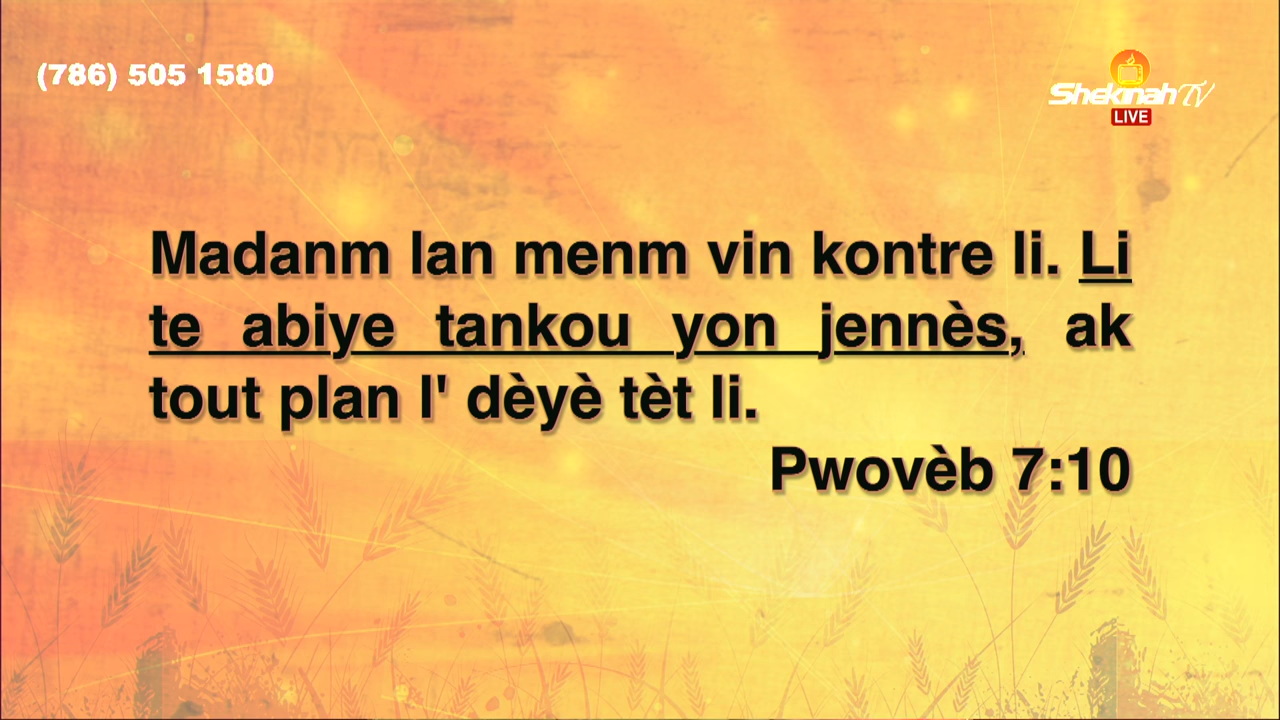 (786) 505 1580
Shekinah TV
LIVE
Madanm lan menm vin kontre li. Li
te abiye tankou yon jennès, ak
tout plan l' dèyè tèt li.
Pwovèb 7:10